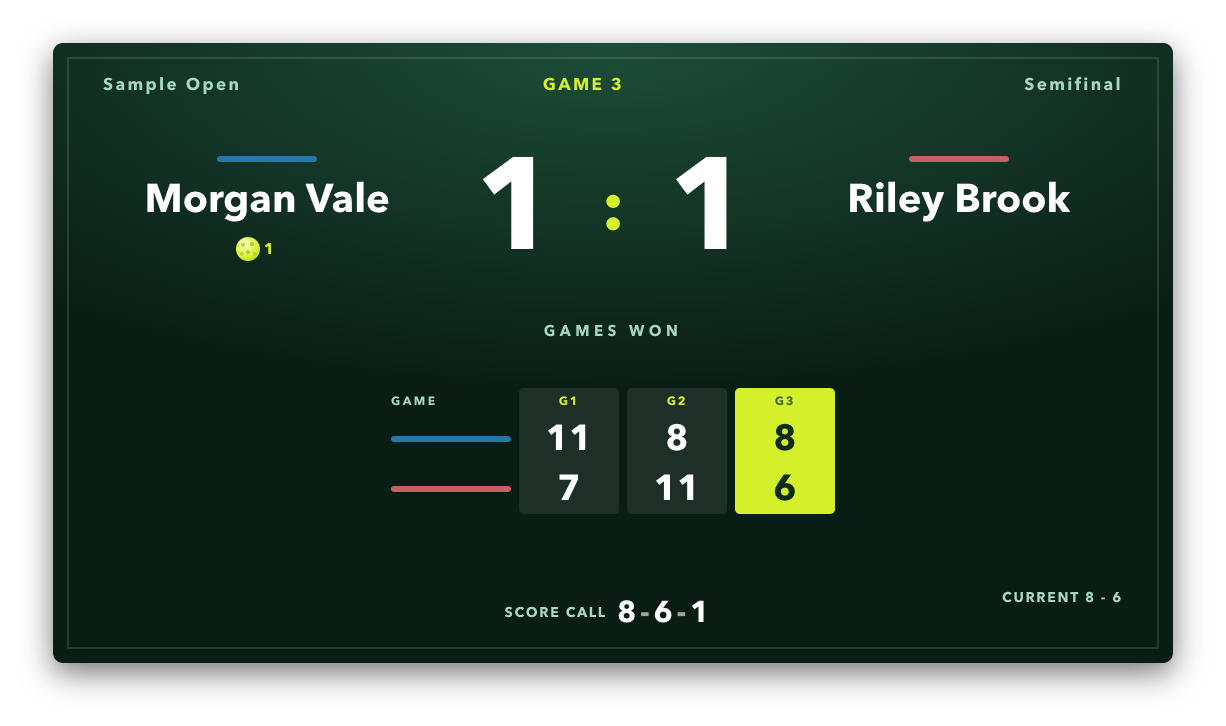 Sample Open GAME 3 Semifinal
Morgan Vale 1 : 1 Riley Brook
1
GAMES WON
GAME G1 G2 G3
11 8 8
7 11 6
CURRENT 8 - 6
SCORE CALL 8-6-1